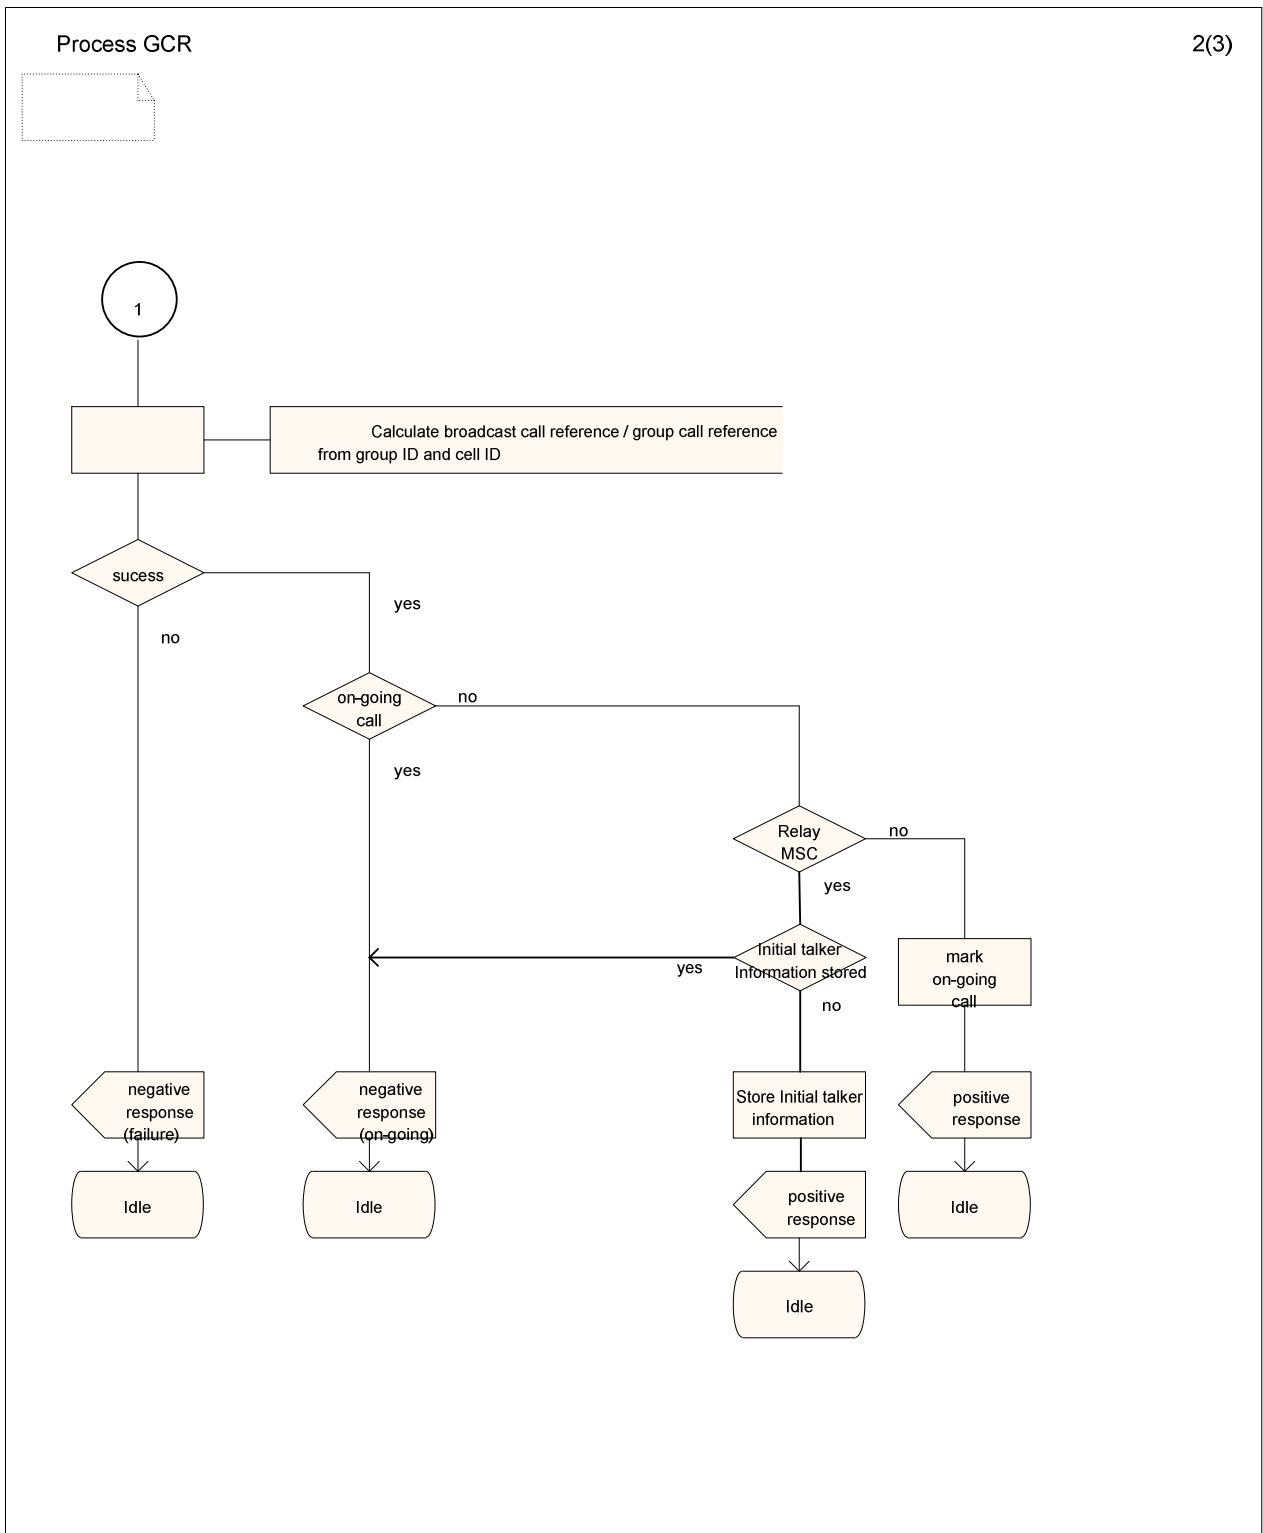 Process GCR
2(3)
1
Calculate broadcast call reference / group call reference
from group ID and cell ID
sucess
yes
no
on-going
call
no
yes
Relay
MSC
no
yes
Initial talker
Information stored
yes
no
mark
on-going
call
negative
response
(failure)
negative
response
(on-going)
Store Initial talker
information
positive
response
positive
response
Idle
Idle
Idle
Idle